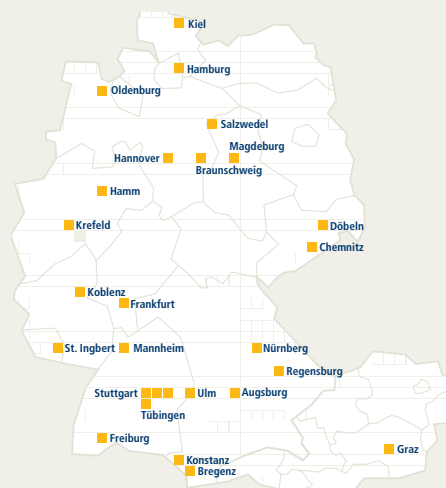 Kiel
Hamburg
Oldenburg
Salzwedel
Magdeburg
Hannover
Braunschweig
Hamm
Krefeld
Döbeln
Chemnitz
Koblenz
Frankfurt
St. Ingbert
Mannheim
Nürnberg
Regensburg
Stuttgart
Ulm
Augsburg
Tübingen
Freiburg
Graz
Konstanz
Bregenz